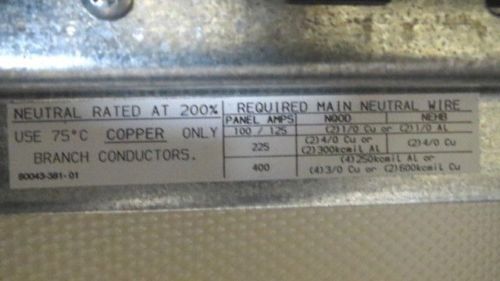 NEUTRAL RATED AT 200%
USE 75°C COPPER ONLY
BRANCH CONDUCTORS.
80043-381-01
REQUIRED MAIN NEUTRAL WIRE
PANEL AMPS NQOD NEHB
100 / 125 (2)1/0 Cu or (2)1/0 AL
225 (2)4/0 Cu or (2)4/0 Cu
(2)300kcmil AL
400 (4)250kcmil AL or
(4)3/0 Cu or (2)600kcmil Cu